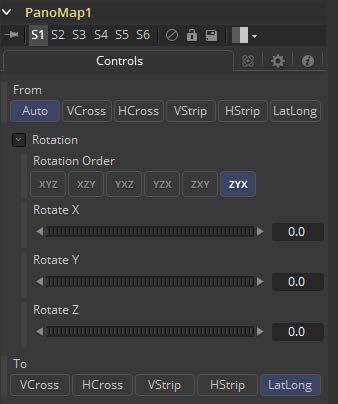 PanoMap1
S1 S2 S3 S4 S5 S6
Controls
From
Auto VCross HCross VStrip HStrip LatLong
Rotation
Rotation Order
XYZ XZY YXZ YZX ZXY ZYX
Rotate X
0.0
Rotate Y
0.0
Rotate Z
0.0
To
VCross HCross VStrip HStrip LatLong